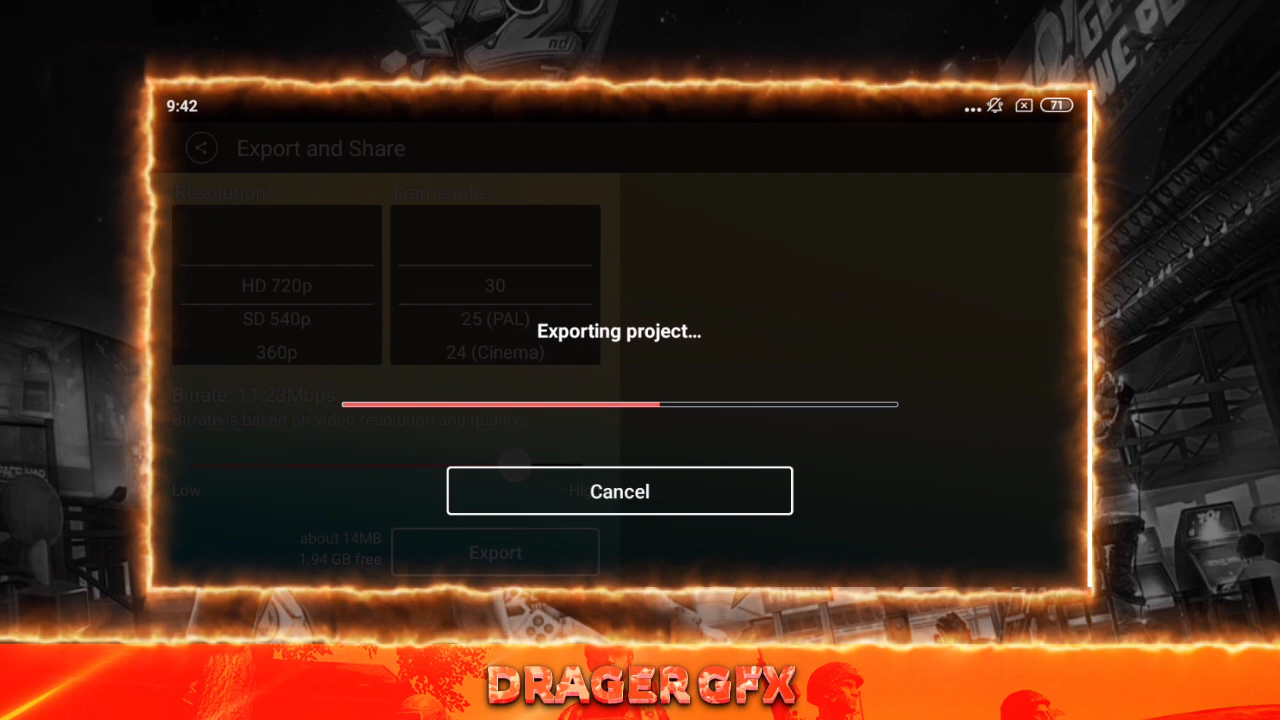 9:42
71
Export and Share
Resolution
Frame rate
HD 720p
30
SD 540p
25 (PAL)
360p
24 (Cinema)
Exporting project...
Bitrate: 11.23Mbps
Bitrate is based on video resolution and quality.
Low
Cancel
about 14MB
1.94 GB free
Export
DRAGER GFX